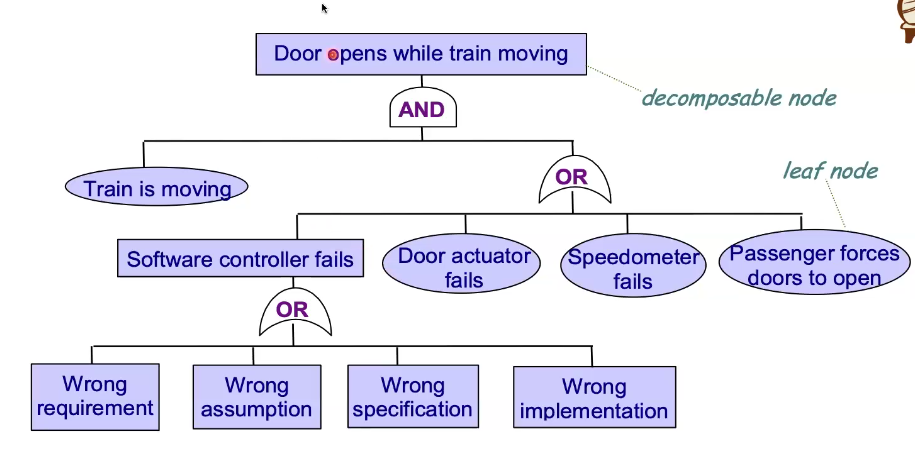 Door opens while train moving
decomposable node
AND
leaf node
Train is moving
OR
Software controller fails
Door actuator
fails
Speedometer
fails
Passenger forces
doors to open
OR
Wrong
requirement
Wrong
assumption
Wrong
specification
Wrong
implementation